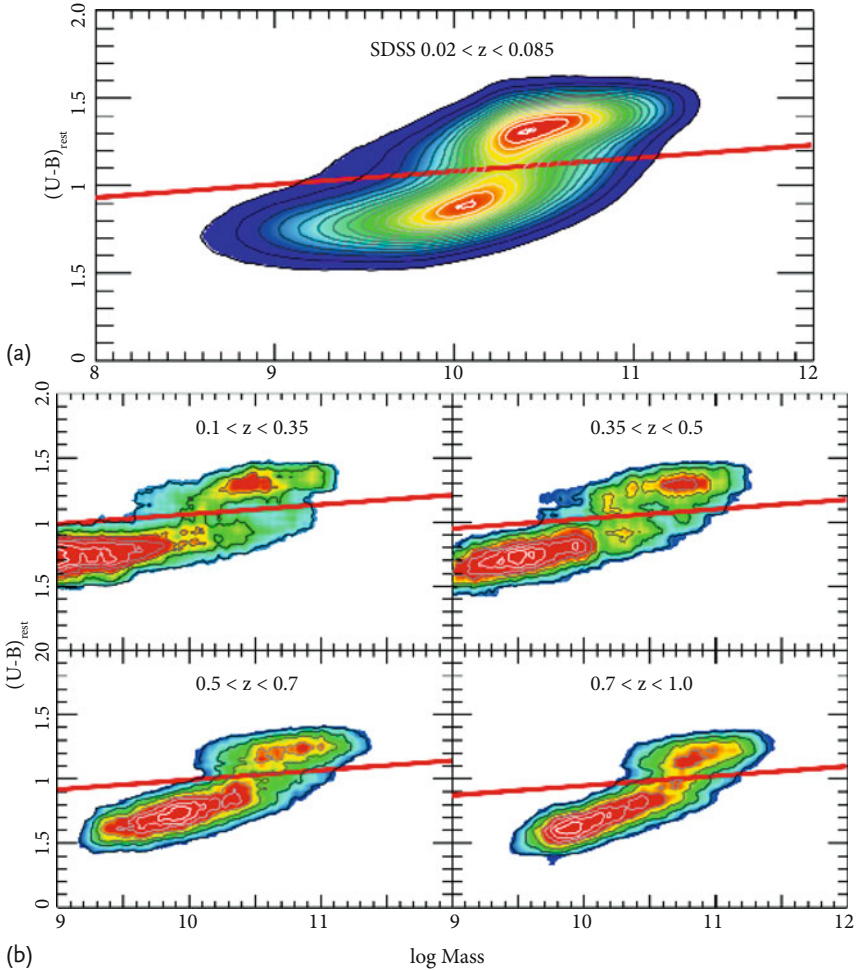 2.0
SDSS 0.02 < z < 0.085
1.5
(U-B)rest
1
1.5
0
(a)
8 9 10 11 12
2.0
0.1 < z < 0.35 0.35 < z < 0.5
1.5
1
1.5
(U-B)rest
20
0.5 < z < 0.7 0.7 < z < 1.0
1.5
1
1.5
0
9 10 11 9 10 11 12
(b)
log Mass